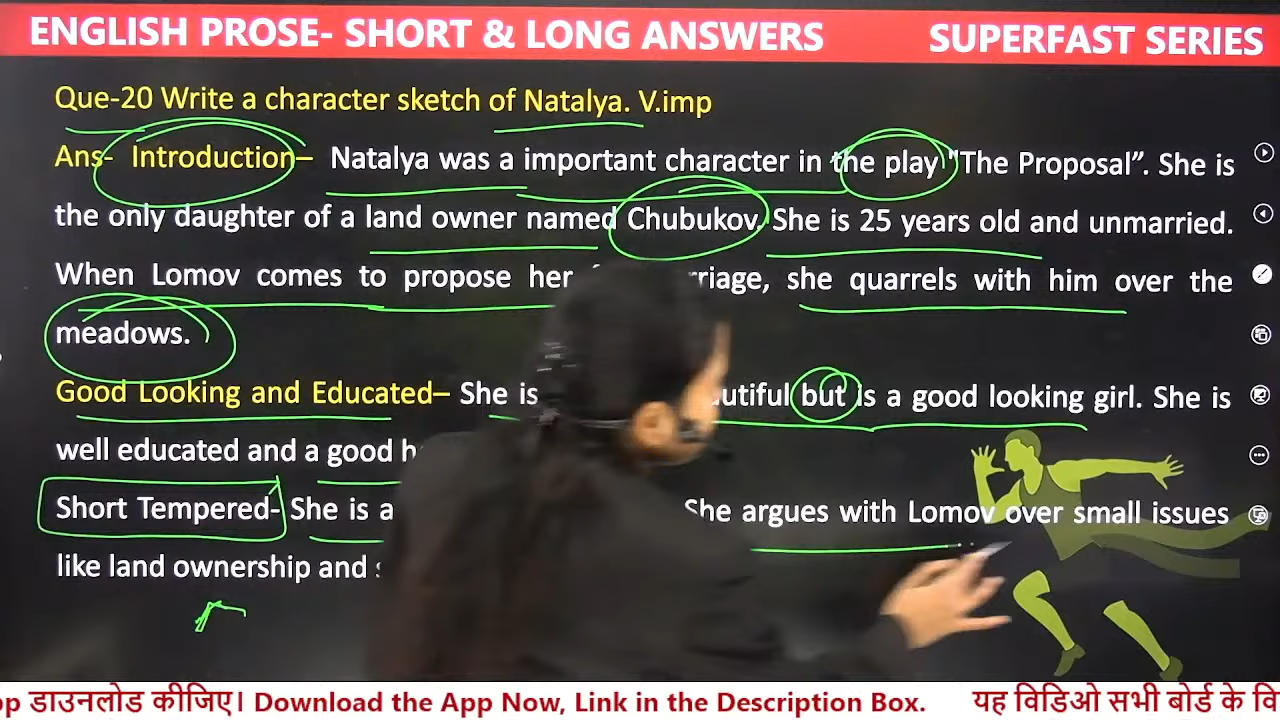 ENGLISH PROSE- SHORT & LONG ANSWERS SUPERFAST SERIES
Que-20 Write a character sketch of Natalya. V.imp
Ans- Introduction– Natalya was a important character in the play "The Proposal”. She is
the only daughter of a land owner named Chubukov. She is 25 years old and unmarried.
When Lomov comes to propose her she quarrels with him over the
meadows.
Good Looking and Educated– She is but is a good looking girl. She is
well educated and a good
Short Tempered- She is She argues with Lomov over small issues
like land ownership and
डाउनलोड कीजिए। Download the App Now, Link in the Description Box. यह विडिओ सभी बोर्ड के